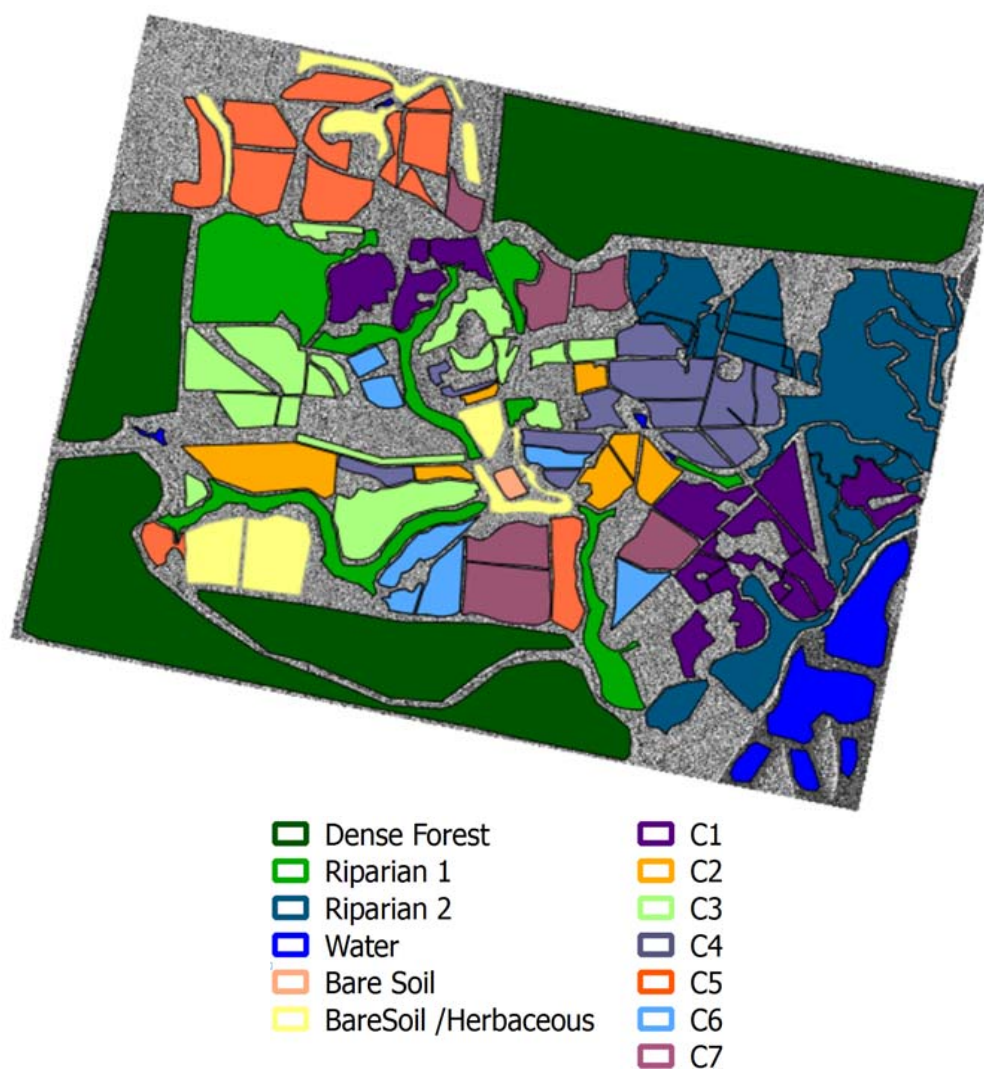 Dense Forest
Riparian 1
Riparian 2
Water
Bare Soil
BareSoil /Herbaceous
C1
C2
C3
C4
C5
C6
C7